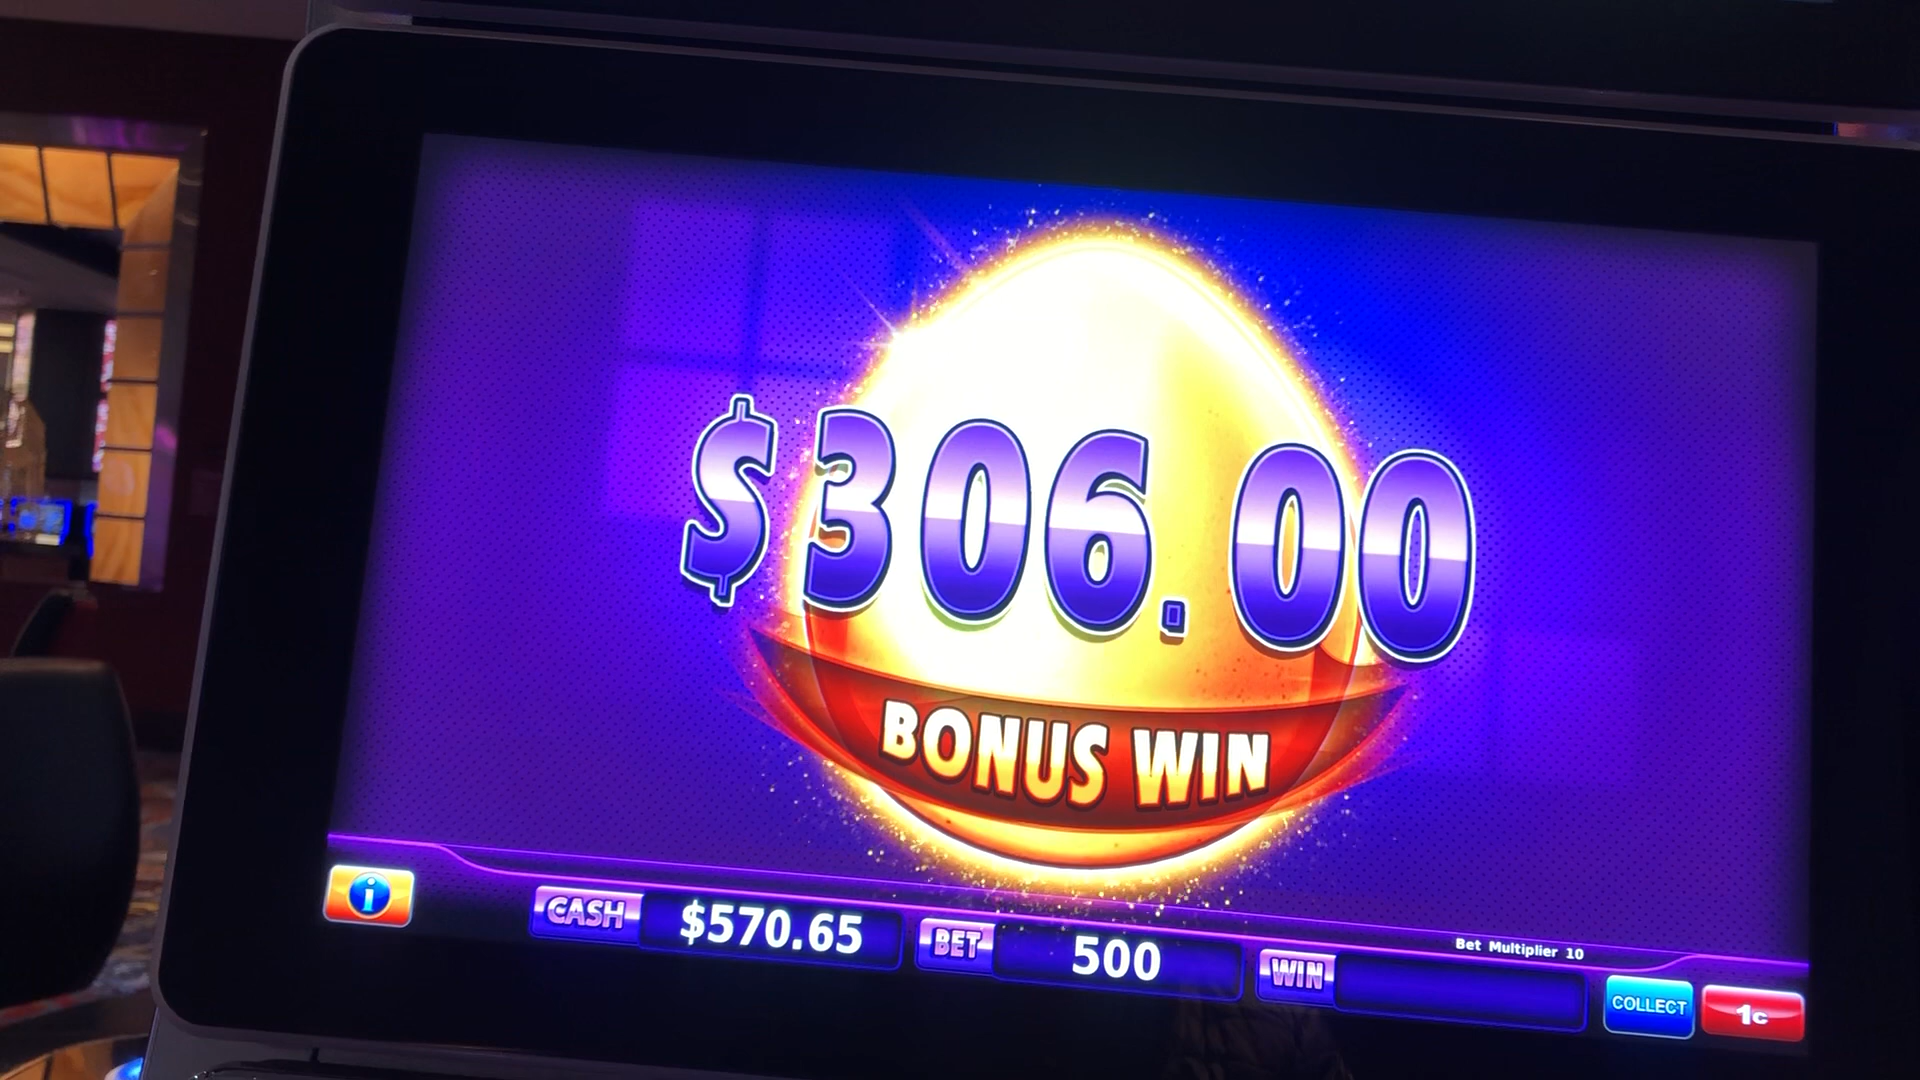 $306.00
BONUS WIN
i
CASH $570.65 BET 500 WIN
Bet Multiplier 10
COLLECT 1c